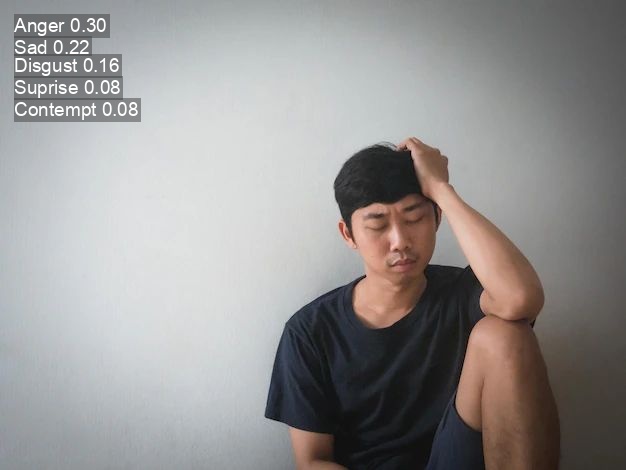 Anger 0.30
Sad 0.22
Disgust 0.16
Suprise 0.08
Contempt 0.08